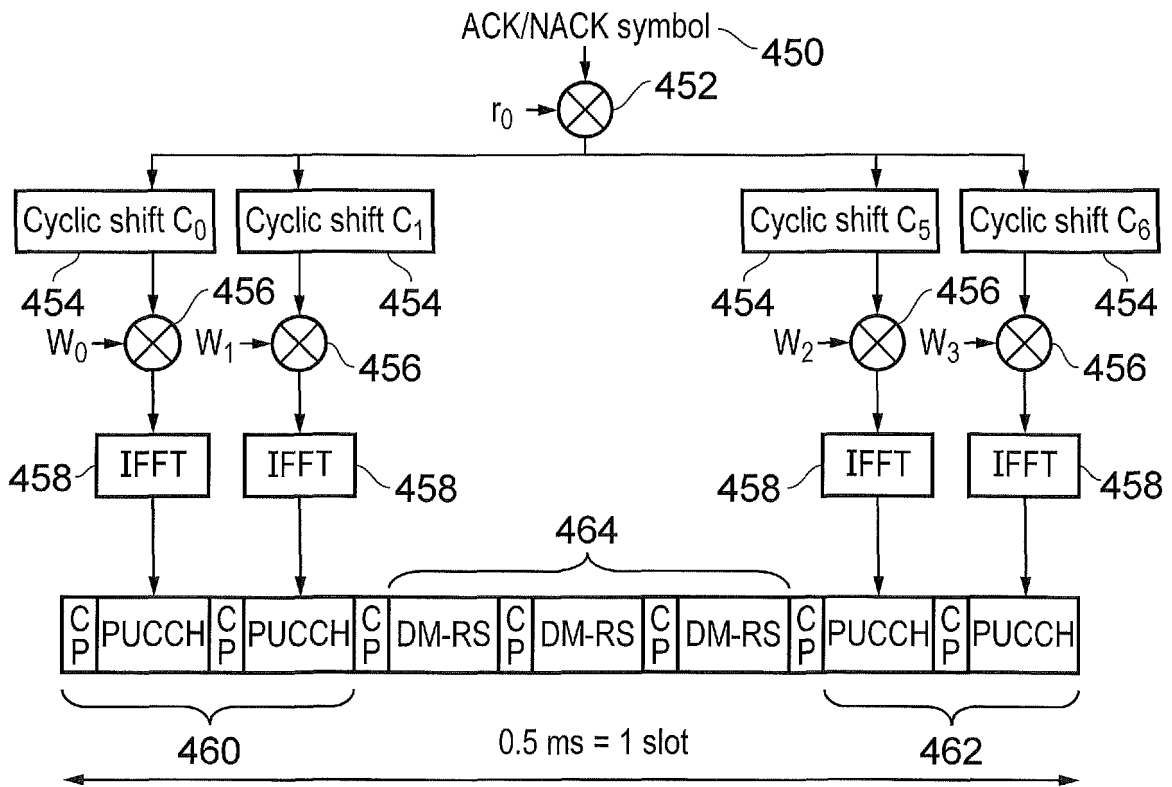 ACK/NACK symbol
450
452
r₀
Cyclic shift C₀
Cyclic shift C₁
Cyclic shift C₅
Cyclic shift C₆
454
456
454
454
456
454
W₀
W₁
456
W₂
W₃
456
458
IFFT
IFFT
458
458
IFFT
IFFT
458
464
CP
PUCCH
CP
PUCCH
CP
DM-RS
CP
DM-RS
CP
DM-RS
CP
PUCCH
CP
PUCCH
460
0.5 ms = 1 slot
462